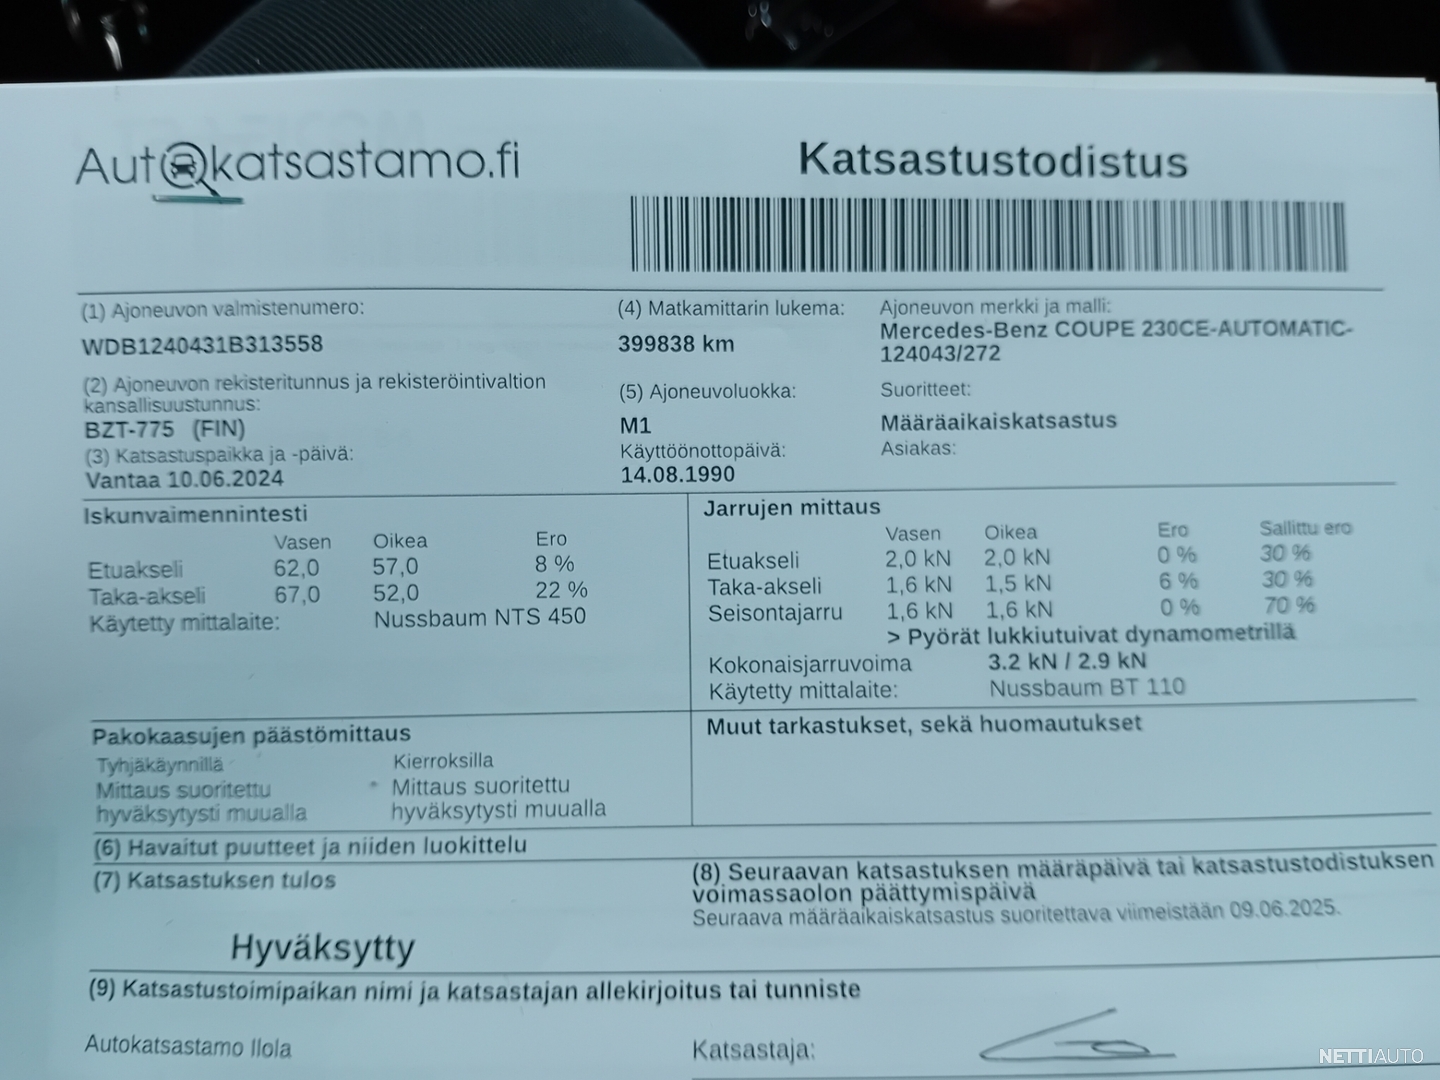 Autokatsastamo.fi
Katsastustodistus
(1) Ajoneuvon valmistenumero:
WDB1240431B313558
(4) Matkamittarin lukema:
399838 km
Ajoneuvon merkki ja malli:
Mercedes-Benz COUPE 230CE-AUTOMATIC-
124043/272
(2) Ajoneuvon rekisteritunnus ja rekisteröintivaltion
kansallisuustunnus:
BZT-775 (FIN)
(5) Ajoneuvoluokka:
M1
Suoritteet:
Määräaikaiskatsastus
(3) Katsastuspaikka ja -päivä:
Vantaa 10.06.2024
Käyttöönottopäivä:
14.08.1990
Asiakas:
Iskunvaimennintesti
Vasen Oikea Ero
Etuakseli 62,0 57,0 8 %
Taka-akseli 67,0 52,0 22 %
Käytetty mittalaite: Nussbaum NTS 450
Jarrujen mittaus
Vasen Oikea Ero Sallittu ero
Etuakseli 2,0 kN 2,0 kN 0 % 30 %
Taka-akseli 1,6 kN 1,5 kN 6 % 30 %
Seisontajarru 1,6 kN 1,6 kN 0 % 70 %
> Pyörät lukkiutuivat dynamometrillä
Kokonaisjarruvoima 3.2 kN / 2.9 kN
Käytetty mittalaite: Nussbaum BT 110
Pakokaasujen päästömittaus
Tyhjäkäynnillä Kierroksilla
Mittaus suoritettu Mittaus suoritettu
hyväksytysti muualla hyväksytysti muualla
Muut tarkastukset, sekä huomautukset
(6) Havaitut puutteet ja niiden luokittelu
(7) Katsastuksen tulos
Hyväksytty
(8) Seuraavan katsastuksen määräpäivä tai katsastustodistuksen
voimassaolon päättymispäivä
Seuraava määräaikaiskatsastus suoritettava viimeistään 09.06.2025.
(9) Katsastustoimipaikan nimi ja katsastajan allekirjoitus tai tunniste
Autokatsastamo Ilola
Katsastaja:
NETTIAUTO